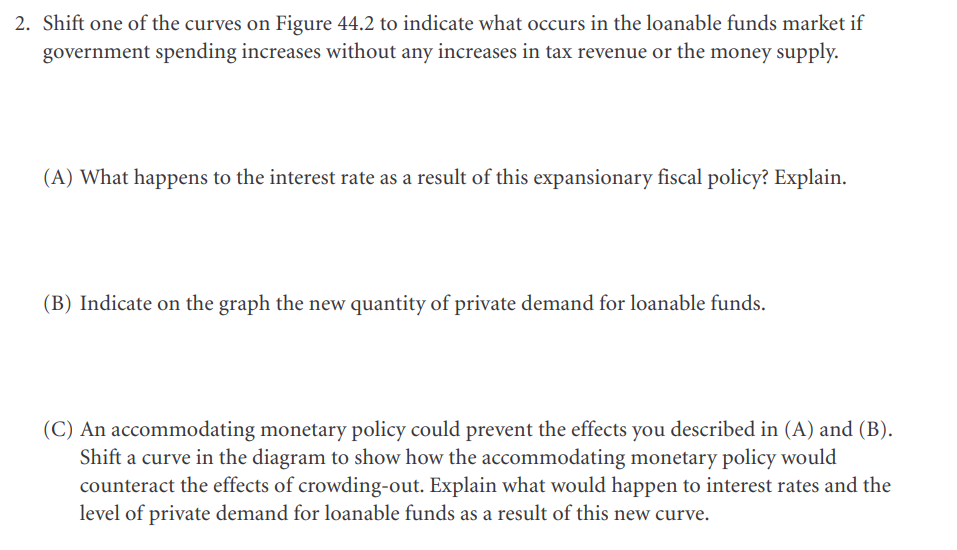 2. Shift one of the curves on Figure 44.2 to indicate what occurs in the loanable funds market if
government spending increases without any increases in tax revenue or the money supply.
(A) What happens to the interest rate as a result of this expansionary fiscal policy? Explain.
(B) Indicate on the graph the new quantity of private demand for loanable funds.
(C) An accommodating monetary policy could prevent the effects you described in (A) and (B).
Shift a curve in the diagram to show how the accommodating monetary policy would
counteract the effects of crowding-out. Explain what would happen to interest rates and the
level of private demand for loanable funds as a result of this new curve.